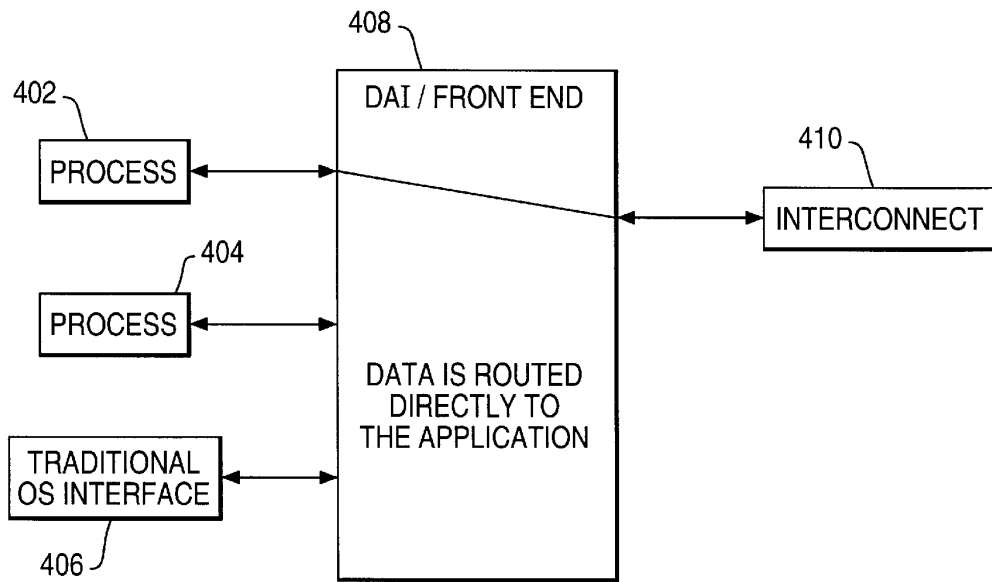 408
402
DAI / FRONT END
410
PROCESS
INTERCONNECT
404
PROCESS
DATA IS ROUTED
DIRECTLY TO
THE APPLICATION
TRADITIONAL
OS INTERFACE
406